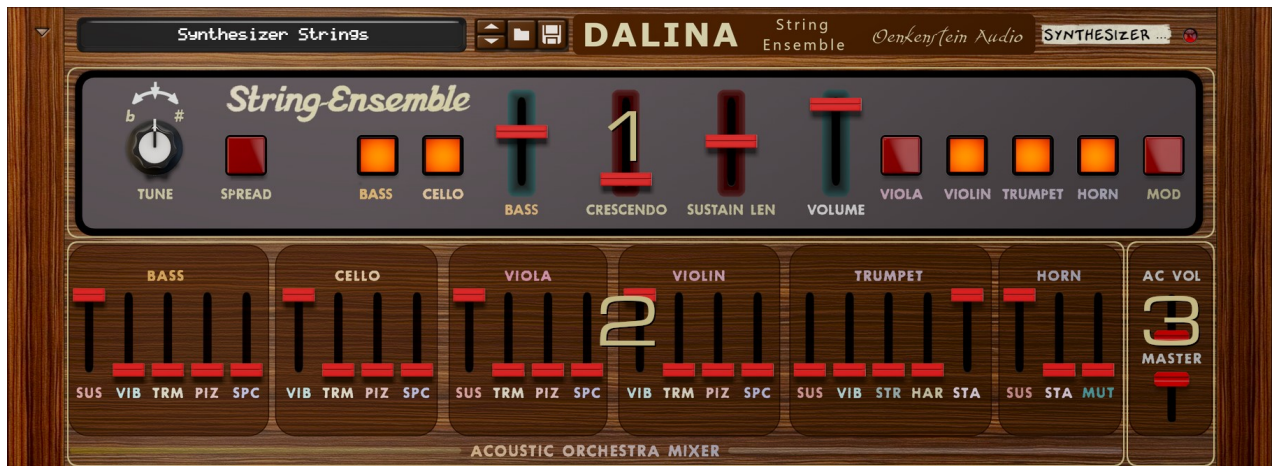 Synthesizer Strings
DALINA
String
Ensemble
Oenkenstein Audio
SYNTHESIZER ...
String-Ensemble
b #
1
TUNE SPREAD BASS CELLO BASS CRESCENDO SUSTAIN LEN VOLUME VIOLA VIOLIN TRUMPET HORN MOD
BASS CELLO VIOLA VIOLIN TRUMPET HORN AC VOL
2 3
MASTER
SUS VIB TRM PIZ SPC VIB TRM PIZ SPC SUS TRM PIZ SPC VIB TRM PIZ SPC SUS VIB STR HAR STA SUS STA MUT
ACOUSTIC ORCHESTRA MIXER